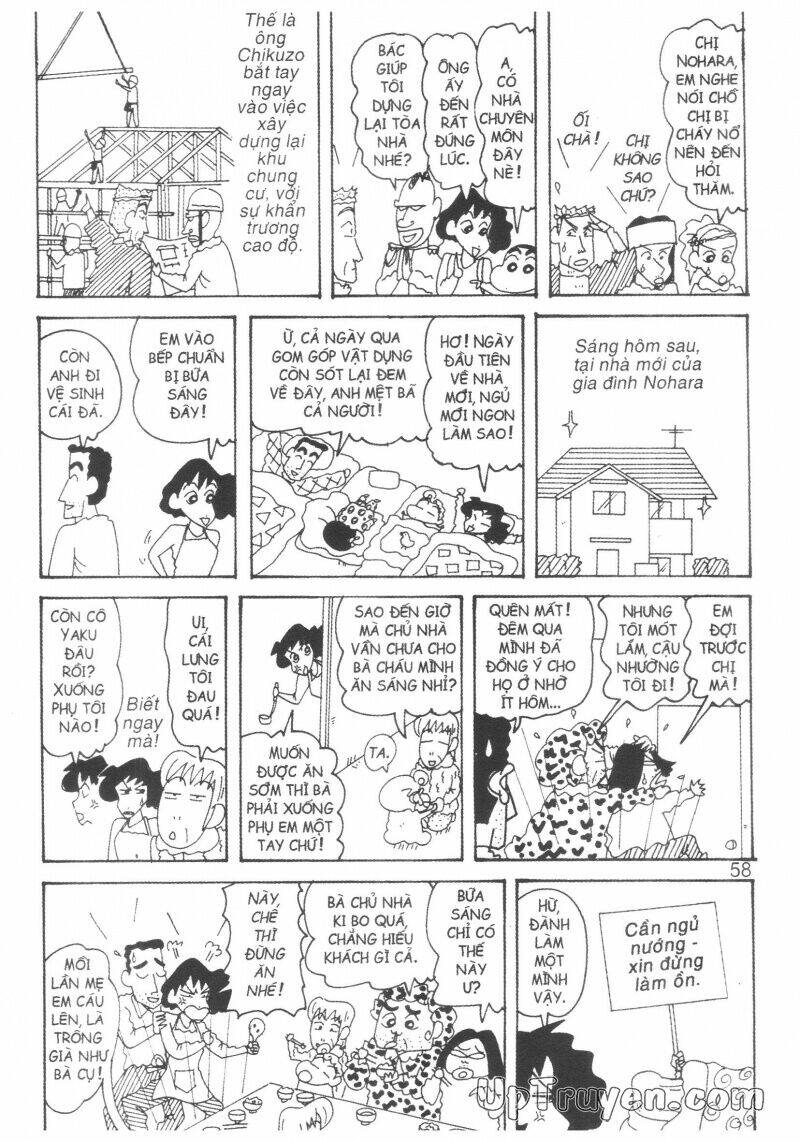 CHỊ
NOHARA,
EM NGHE
NÓI CHỖ
CHỊ BỊ
CHÁY NỔ
NÊN ĐẾN
HỎI
THĂM.
CHỊ
KHÔNG
SAO
CHỨ?
ỐI
CHÀ!
A,
CÓ
NHÀ
CHUYÊN
MÔN
ĐÂY
NÈ!
ÔNG
ẤY
ĐẾN
RẤT
ĐÚNG
LÚC.
BÁC
GIÚP
TÔI
DỰNG
LẠI TÒA
NHÀ
NHÉ?
Thế là
ông
Chikuzo
bắt tay
ngay
vào việc
xây
dựng lại
khu
chung
cư, với
sự khẩn
trương
cao độ.
Sáng hôm sau,
tại nhà mới của
gia đình Nohara
HƠ! NGÀY
ĐẦU TIÊN
VỀ NHÀ
MỚI, NGỦ
MỚI NGON
LÀM SAO!
Ừ, CẢ NGÀY QUA
GOM GÓP VẬT DỤNG
CÒN SÓT LẠI ĐEM
VỀ ĐÂY, ANH MỆT BÃ
CẢ NGƯỜI!
EM VÀO
BẾP CHUẨN
BỊ BỮA
SÁNG
ĐÂY!
CÒN
ANH ĐI
VỆ SINH
CÁI ĐÃ.
EM
ĐỢI
TRƯỚC
CHỊ
MÀ!
NHƯNG
TÔI MÓT
LẮM, CẬU
NHƯỜNG
TÔI ĐI!
QUÊN MẤT!
ĐÊM QUA
MÌNH ĐÃ
ĐỒNG Ý CHO
HỌ Ở NHỜ
ÍT HÔM...
SAO ĐẾN GIỜ
MÀ CHỦ NHÀ
VẪN CHƯA CHO
BÀ CHÁU MÌNH
ĂN SÁNG NHỈ?
TA.
MUỐN
ĐƯỢC ĂN
SỚM THÌ BÀ
PHẢI XUỐNG
PHỤ EM MỘT
TAY CHỨ!
UI,
CÁI
LƯNG
TÔI
ĐAU
QUÁ!
Biết
ngay
mà!
CÒN CÔ
YAKU
ĐÂU
RỒI?
XUỐNG
PHỤ TÔI
NÀO!
58
Cần ngủ
nướng -
xin đừng
làm ồn.
HỪ,
ĐÀNH
LÀM
MỘT
MÌNH
VẬY.
BỮA
SÁNG
CHỈ CÓ
THẾ
NÀY
Ư?
BÀ CHỦ NHÀ
KI BO QUÁ,
CHẲNG HIẾU
KHÁCH GÌ CẢ.
NÀY,
CHÊ
THÌ
ĐỪNG
ĂN
NHÉ!
MỖI
LẦN MẸ
EM CÁU
LÊN, LÀ
TRÔNG
GIÀ NHƯ
BÀ CỤ!
UpTruyen.com